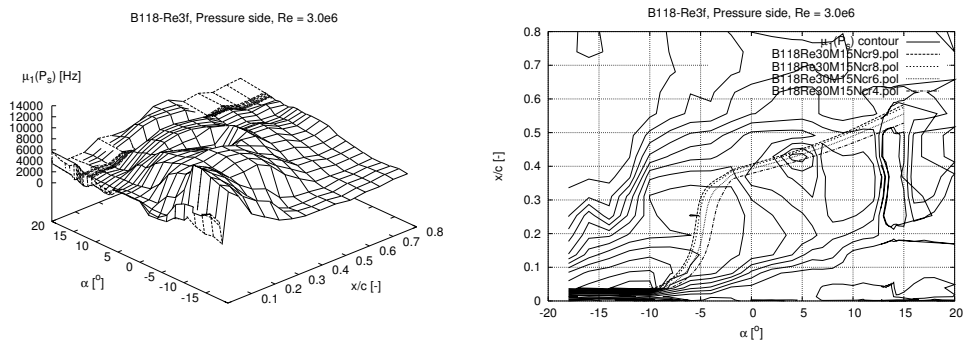 B118-Re3f, Pressure side, Re = 3.0e6
μ1(Ps) [Hz]
14000
12000
10000
8000
6000
4000
2000
0
20
15
10
5
0
-5
-10
-15
α [°]
0.1
0.2
0.3
0.4
0.5
0.6
0.7
0.8
x/c [-]
B118-Re3f, Pressure side, Re = 3.0e6
μ1(Ps) contour
B118Re30M15Ncr9.pol
B118Re30M15Ncr8.pol
B118Re30M15Ncr6.pol
B118Re30M15Ncr4.pol
0.8
0.7
0.6
0.5
0.4
0.3
0.2
0.1
0
x/c [-]
-20 -15 -10 -5 0 5 10 15 20
α [°]